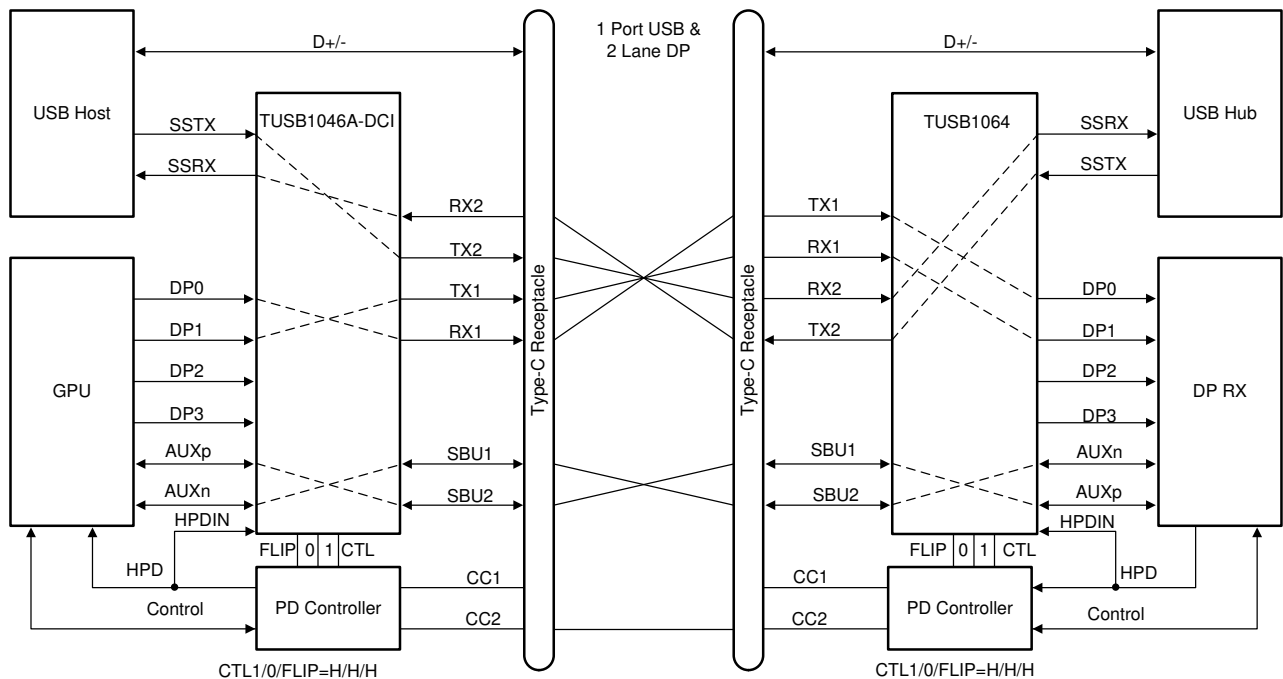 1 Port USB &
2 Lane DP
D+/-
D+/-
USB Host
TUSB1046A-DCI
TUSB1064
USB Hub
SSTX
SSRX
SSRX
SSTX
RX2
TX2
TX1
RX1
TX1
RX1
RX2
TX2
Type-C Receptacle
Type-C Receptacle
GPU
DP0
DP1
DP2
DP3
AUXp
AUXn
HPDIN
DP0
DP1
DP2
DP3
AUXn
AUXp
HPDIN
DP RX
SBU1
SBU2
SBU1
SBU2
FLIP 0 1 CTL
FLIP 0 1 CTL
HPD
HPD
Control
Control
PD Controller
PD Controller
CC1
CC2
CC1
CC2
CTL1/0/FLIP=H/H/H
CTL1/0/FLIP=H/H/H